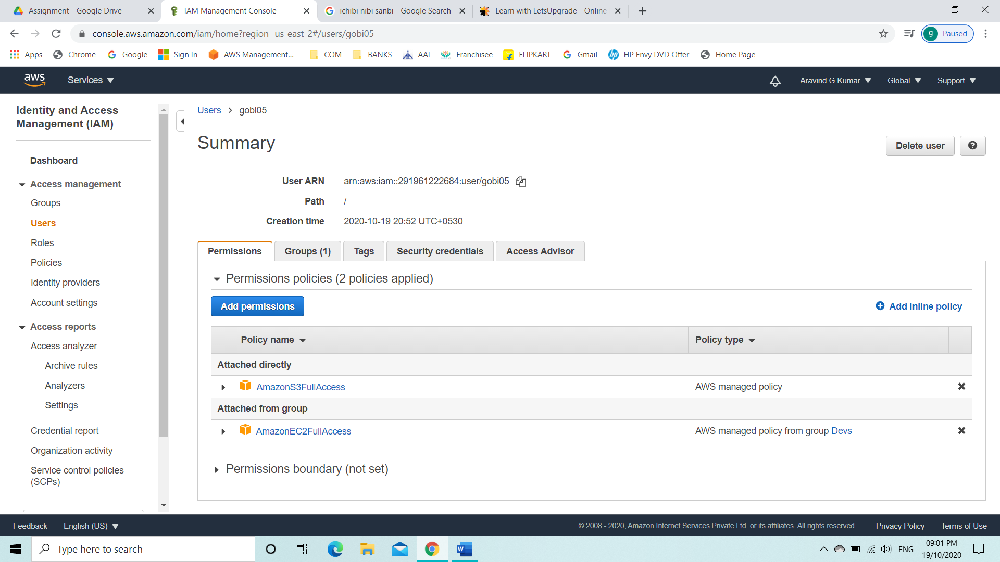 Assignment - Google Drive
IAM Management Console
ichibi nibi sanbi - Google Search
Learn with LetsUpgrade - Online
console.aws.amazon.com/iam/home?region=us-east-2#/users/gobi05
g Paused
Apps
Chrome
Google
Sign In
AWS Management...
COM
BANKS
AAI
Franchisee
FLIPKART
Gmail
HP Envy DVD Offer
Home Page
aws
Services
Aravind G Kumar
Global
Support
Identity and Access
Management (IAM)
Dashboard
Access management
Groups
Users
Roles
Policies
Identity providers
Account settings
Access reports
Access analyzer
Archive rules
Analyzers
Settings
Credential report
Organization activity
Service control policies
(SCPs)
Users > gobi05
Summary
Delete user
?
User ARN arn:aws:iam::291961222684:user/gobi05
Path /
Creation time 2020-10-19 20:52 UTC+0530
Permissions
Groups (1)
Tags
Security credentials
Access Advisor
Permissions policies (2 policies applied)
Add permissions
Add inline policy
Policy name
Policy type
Attached directly
AmazonS3FullAccess
AWS managed policy
Attached from group
AmazonEC2FullAccess
AWS managed policy from group Devs
Permissions boundary (not set)
Feedback
English (US)
© 2008 - 2020, Amazon Internet Services Private Ltd. or its affiliates. All rights reserved.
Privacy Policy
Terms of Use
Type here to search
W
ENG
09:01 PM
19/10/2020